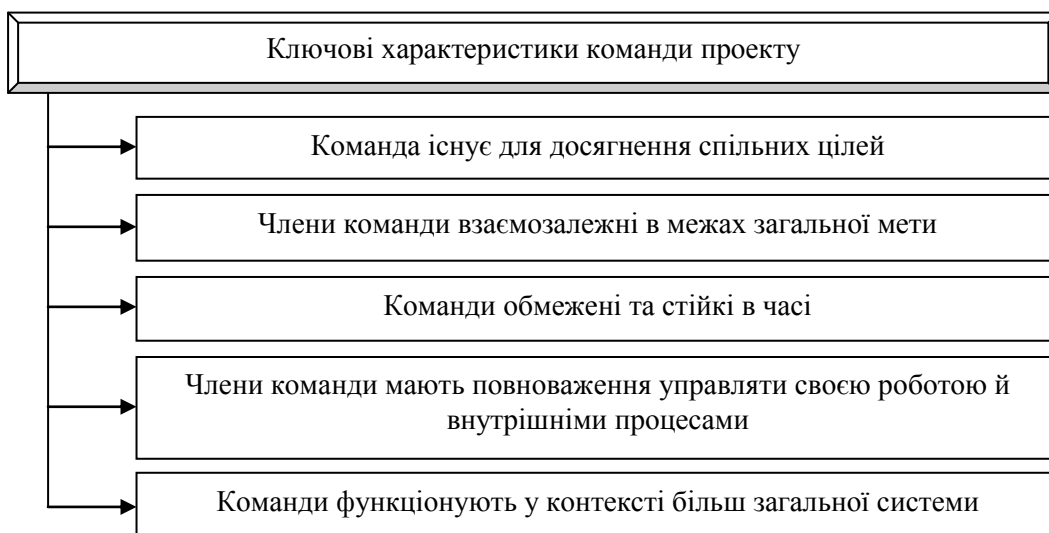 Ключові характеристики команди проекту
Команда існує для досягнення спільних цілей
Члени команди взаємозалежні в межах загальної мети
Команди обмежені та стійкі в часі
Члени команди мають повноваження управляти своєю роботою й
внутрішніми процесами
Команди функціонують у контексті більш загальної системи